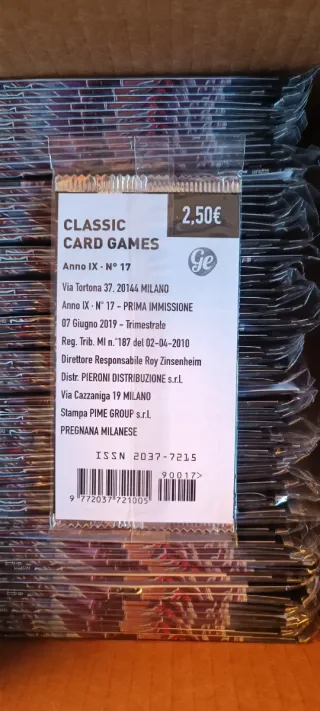 2,50€
CLASSIC
CARD GAMES
Ge
Anno IX - N° 17
Via Tortona 37, 20144 MILANO
Anno IX - N° 17 - PRIMA IMMISSIONE
07 Giugno 2019 - Trimestrale
Reg. Trib. MI n.°187 del 02-04-2010
Direttore Responsabile Roy Zinsenheim
Distr. PIERONI DISTRIBUZIONE s.r.l.
Via Cazzaniga 19 MILANO
Stampa PIME GROUP s.r.l.
PREGNANA MILANESE
ISSN 2037-7215
90017>
9 772037 721005